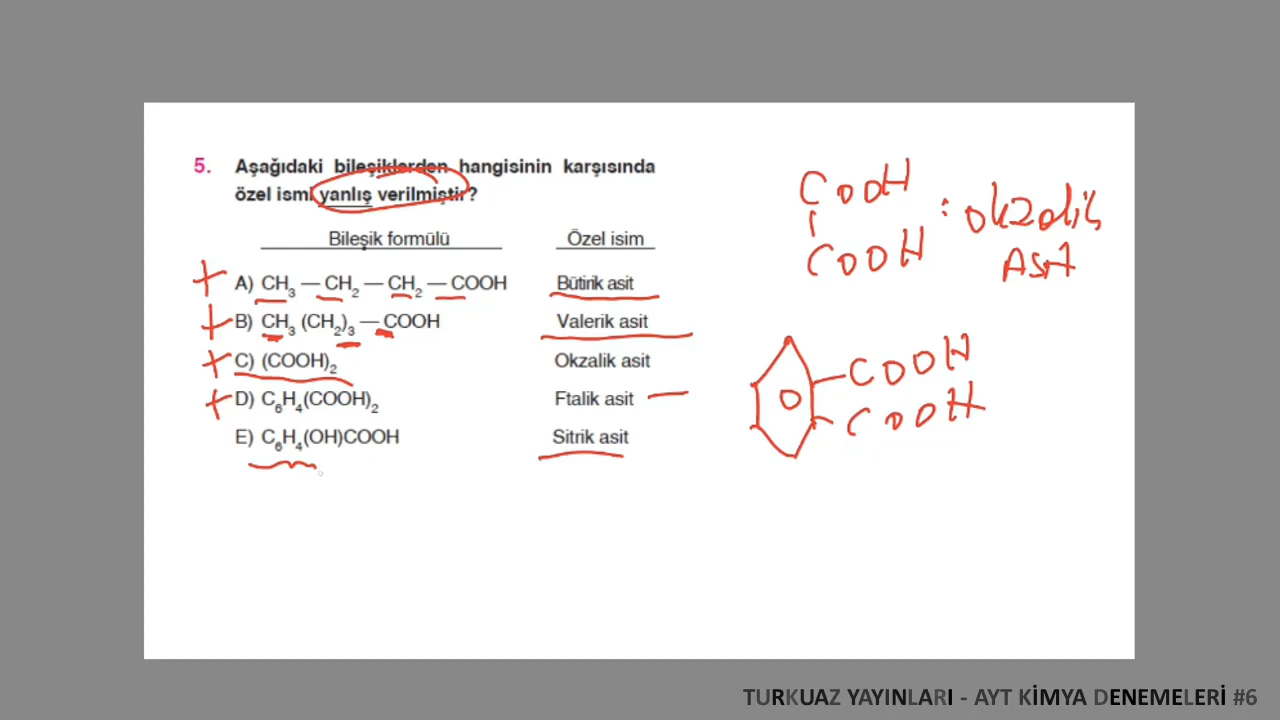 5. Aşağıdaki bileşiklerden hangisinin karşısında
özel ismi yanlış verilmiştir?
Bileşik formülü Özel isim
A) CH₃ — CH₂ — CH₂ — COOH Bütirik asit
B) CH₃ (CH₂)₃ — COOH Valerik asit
C) (COOH)₂ Okzalik asit
D) C₆H₄(COOH)₂ Ftalik asit
E) C₆H₄(OH)COOH Sitrik asit
COOH
COOH : okzalik
Asit
COOH
COOH
TURKUAZ YAYINLARI - AYT KİMYA DENEMELERİ #6